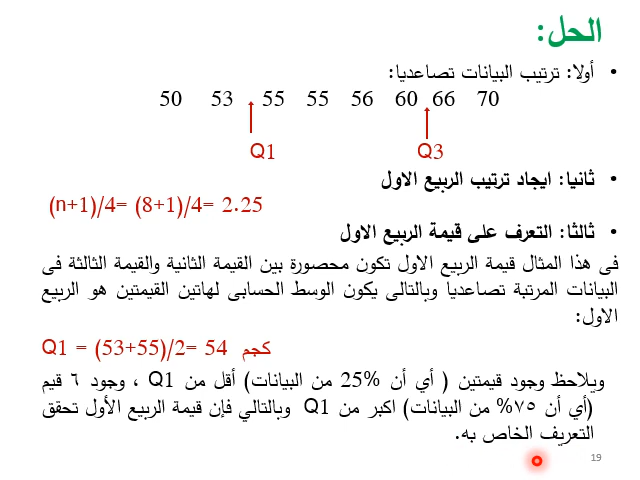 الحل:
• أولا: ترتيب البيانات تصاعديا:
50 53 55 55 56 60 66 70
Q1 Q3
• ثانيا: ايجاد ترتيب الربيع الاول
(n+1)/4= (8+1)/4= 2.25
• ثالثا: التعرف على قيمة الربيع الاول
فى هذا المثال قيمة الربيع الاول تكون محصورة بين القيمة الثانية والقيمة الثالثة فى
البيانات المرتبة تصاعديا وبالتالى يكون الوسط الحسابى لهاتين القيمتين هو الربيع
الاول:
Q1 = (53+55)/2= 54 كجم
ويلاحظ وجود قيمتين ( أي أن 25% من البيانات) أقل من Q1 ، وجود ٦ قيم
(أي أن ٧٥% من البيانات) اكبر من Q1 وبالتالي فإن قيمة الربيع الأول تحقق
التعريف الخاص به.
19